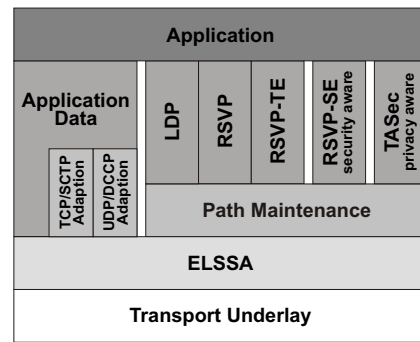 Application
Application
Data
TCP/SCTP
Adaption
UDP/DCCP
Adaption
LDP
RSVP
RSVP-TE
RSVP-SE
security aware
TASec
privacy aware
Path Maintenance
ELSSA
Transport Underlay